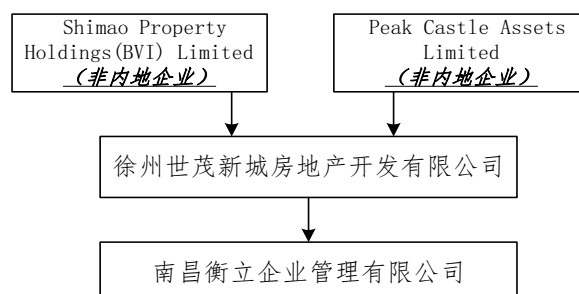 Shimao Property
Holdings(BVI) Limited
（非内地企业）
Peak Castle Assets
Limited
（非内地企业）
徐州世茂新城房地产开发有限公司
南昌衡立企业管理有限公司